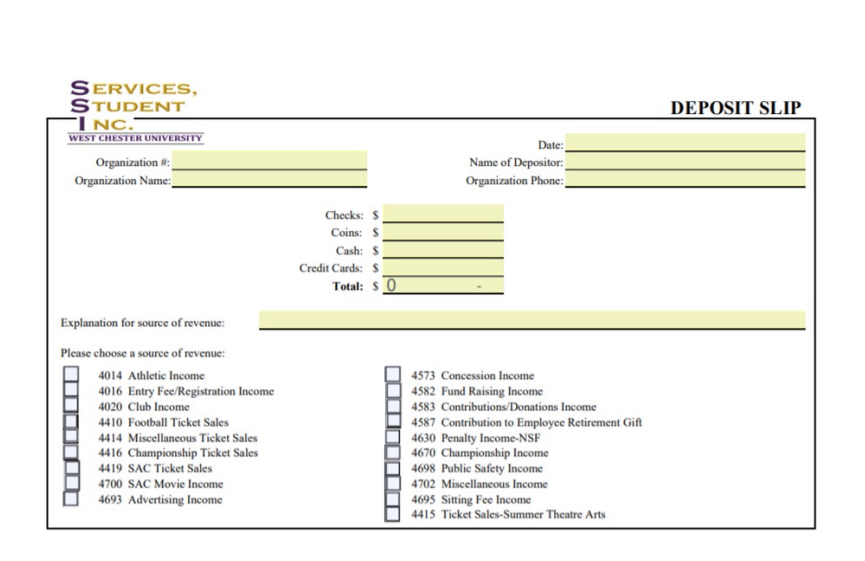 SERVICES,
STUDENT
INC.
WEST CHESTER UNIVERSITY
DEPOSIT SLIP
Organization #:
Organization Name:
Date:
Name of Depositor:
Organization Phone:
Checks: $
Coins: $
Cash: $
Credit Cards: $
Total: $ 0 -
Explanation for source of revenue:
Please choose a source of revenue:
4014 Athletic Income
4016 Entry Fee/Registration Income
4020 Club Income
4410 Football Ticket Sales
4414 Miscellaneous Ticket Sales
4416 Championship Ticket Sales
4419 SAC Ticket Sales
4700 SAC Movie Income
4693 Advertising Income
4573 Concession Income
4582 Fund Raising Income
4583 Contributions/Donations Income
4587 Contribution to Employee Retirement Gift
4630 Penalty Income-NSF
4670 Championship Income
4698 Public Safety Income
4702 Miscellaneous Income
4695 Sitting Fee Income
4415 Ticket Sales-Summer Theatre Arts